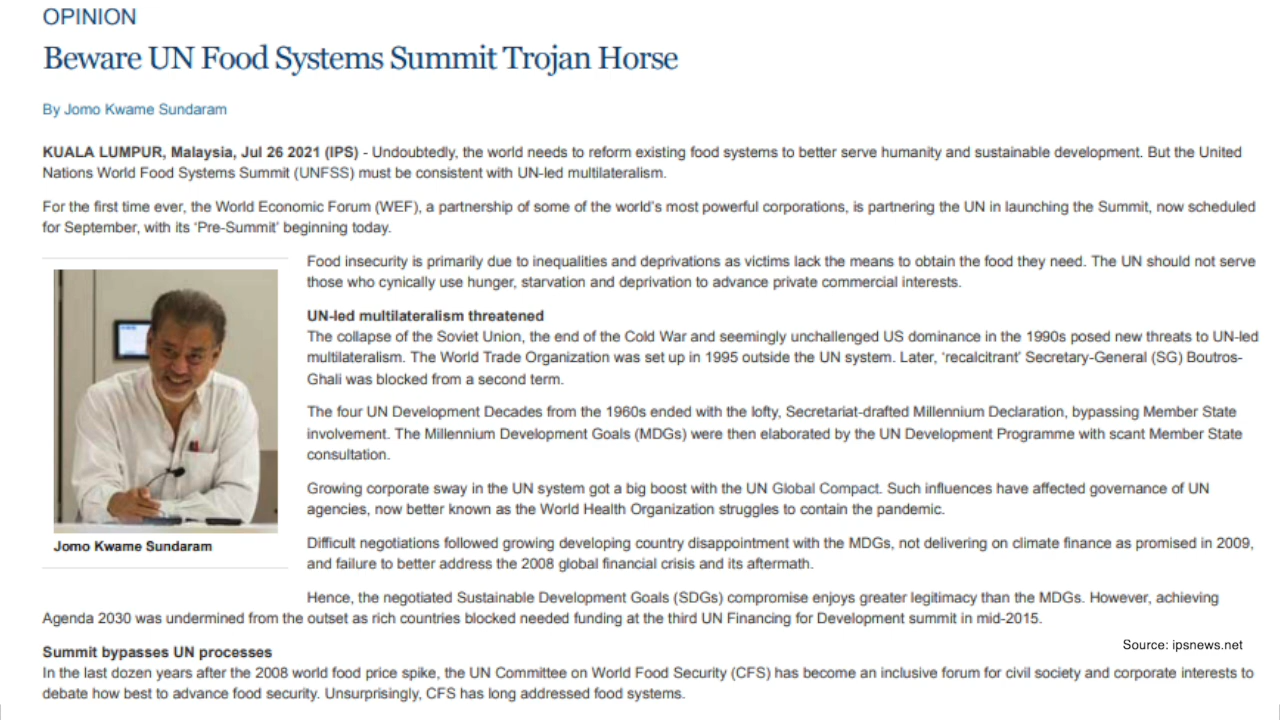 OPINION
Beware UN Food Systems Summit Trojan Horse
By Jomo Kwame Sundaram
KUALA LUMPUR, Malaysia, Jul 26 2021 (IPS) - Undoubtedly, the world needs to reform existing food systems to better serve humanity and sustainable development. But the United
Nations World Food Systems Summit (UNFSS) must be consistent with UN-led multilateralism.
For the first time ever, the World Economic Forum (WEF), a partnership of some of the world's most powerful corporations, is partnering the UN in launching the Summit, now scheduled
for September, with its 'Pre-Summit' beginning today.
Food insecurity is primarily due to inequalities and deprivations as victims lack the means to obtain the food they need. The UN should not serve
those who cynically use hunger, starvation and deprivation to advance private commercial interests.
UN-led multilateralism threatened
The collapse of the Soviet Union, the end of the Cold War and seemingly unchallenged US dominance in the 1990s posed new threats to UN-led
multilateralism. The World Trade Organization was set up in 1995 outside the UN system. Later, 'recalcitrant' Secretary-General (SG) Boutros-
Ghali was blocked from a second term.
The four UN Development Decades from the 1960s ended with the lofty, Secretariat-drafted Millennium Declaration, bypassing Member State
involvement. The Millennium Development Goals (MDGs) were then elaborated by the UN Development Programme with scant Member State
consultation.
Growing corporate sway in the UN system got a big boost with the UN Global Compact. Such influences have affected governance of UN
agencies, now better known as the World Health Organization struggles to contain the pandemic.
Jomo Kwame Sundaram
Difficult negotiations followed growing developing country disappointment with the MDGs, not delivering on climate finance as promised in 2009,
and failure to better address the 2008 global financial crisis and its aftermath.
Hence, the negotiated Sustainable Development Goals (SDGs) compromise enjoys greater legitimacy than the MDGs. However, achieving
Agenda 2030 was undermined from the outset as rich countries blocked needed funding at the third UN Financing for Development summit in mid-2015.
Source: ipsnews.net
Summit bypasses UN processes
In the last dozen years after the 2008 world food price spike, the UN Committee on World Food Security (CFS) has become an inclusive forum for civil society and corporate interests to
debate how best to advance food security. Unsurprisingly, CFS has long addressed food systems.